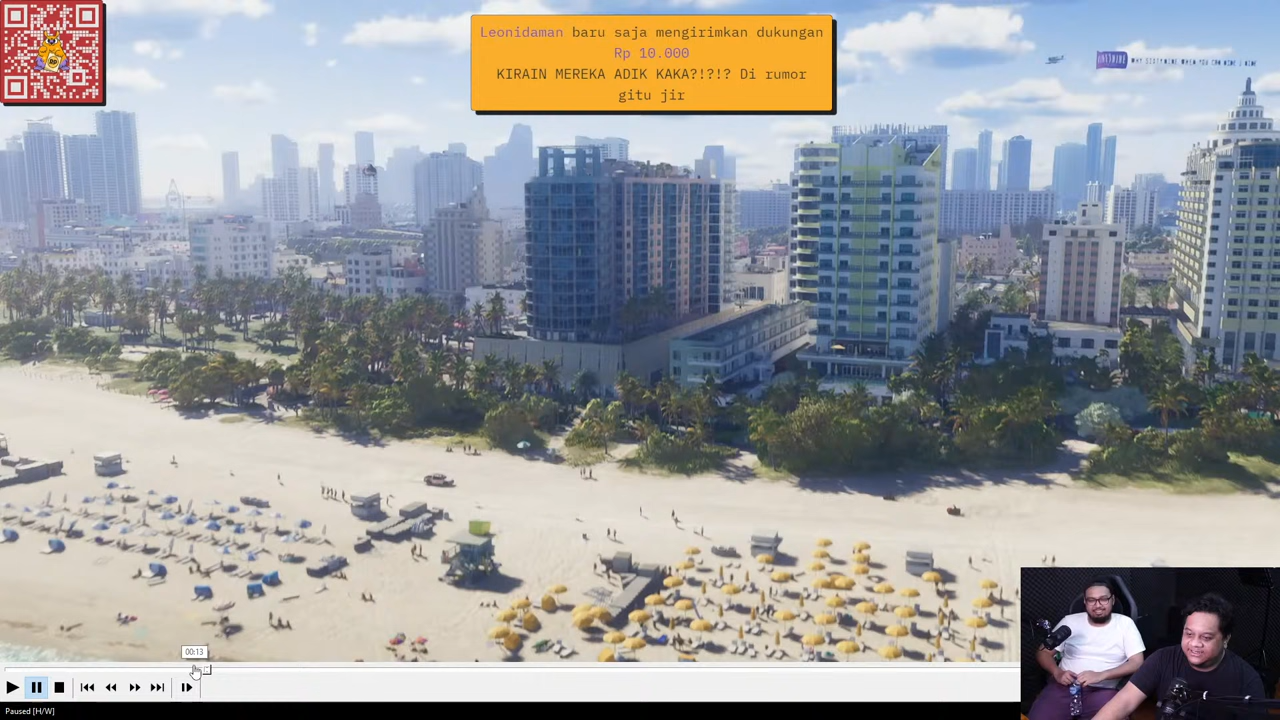 Leonidaman baru saja mengirimkan dukungan
Rp 10.000
KIRAIN MEREKA ADIK KAKA?!?!? Di rumor
gitu jir
00:13
Paused [H/W]